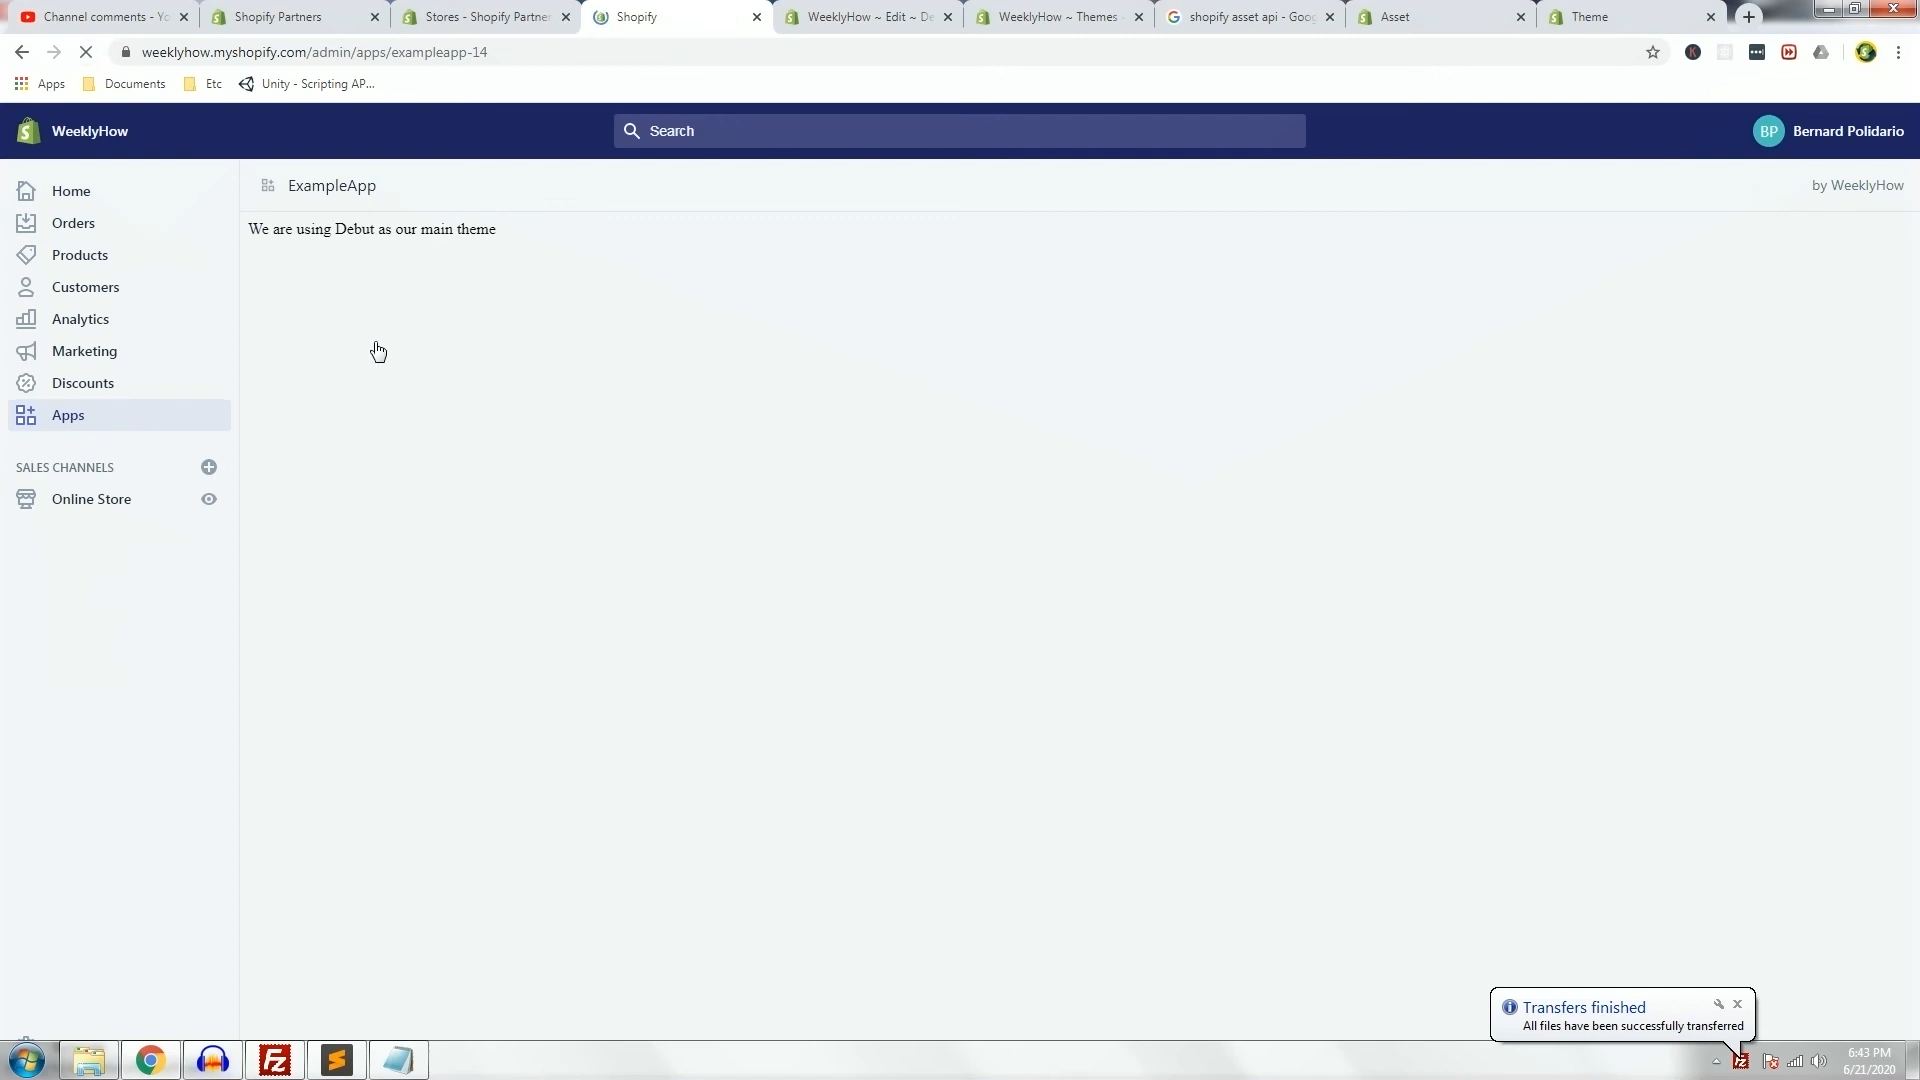 Channel comments - Yo
Shopify Partners
Stores - Shopify Partner
Shopify
WeeklyHow ~ Edit ~ De
WeeklyHow ~ Themes
shopify asset api - Goog
Asset
Theme
weeklyhow.myshopify.com/admin/apps/exampleapp-14
Apps
Documents
Etc
Unity - Scripting AP...
WeeklyHow
Search
BP
Bernard Polidario
Home
Orders
Products
Customers
Analytics
Marketing
Discounts
Apps
SALES CHANNELS
Online Store
ExampleApp
by WeeklyHow
We are using Debut as our main theme
Transfers finished
All files have been successfully transferred
6:43 PM
6/21/2020